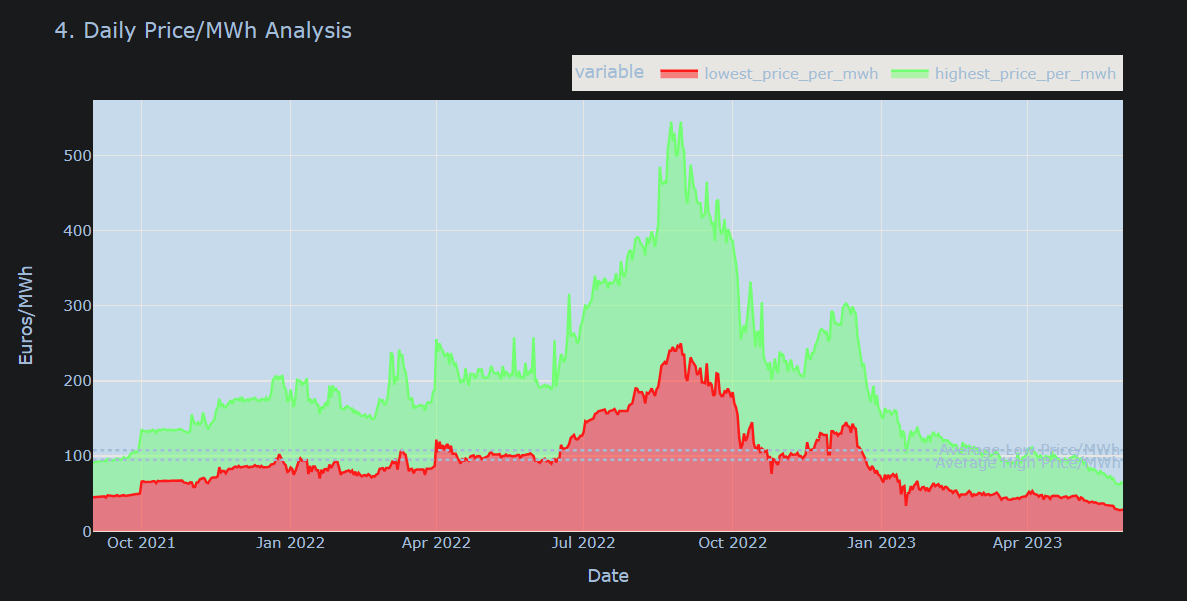 4. Daily Price/MWh Analysis
variable lowest_price_per_mwh highest_price_per_mwh
Euros/MWh
500
400
300
200
100
0
Average Low Price/MWh
Average High Price/MWh
Oct 2021 Jan 2022 Apr 2022 Jul 2022 Oct 2022 Jan 2023 Apr 2023
Date